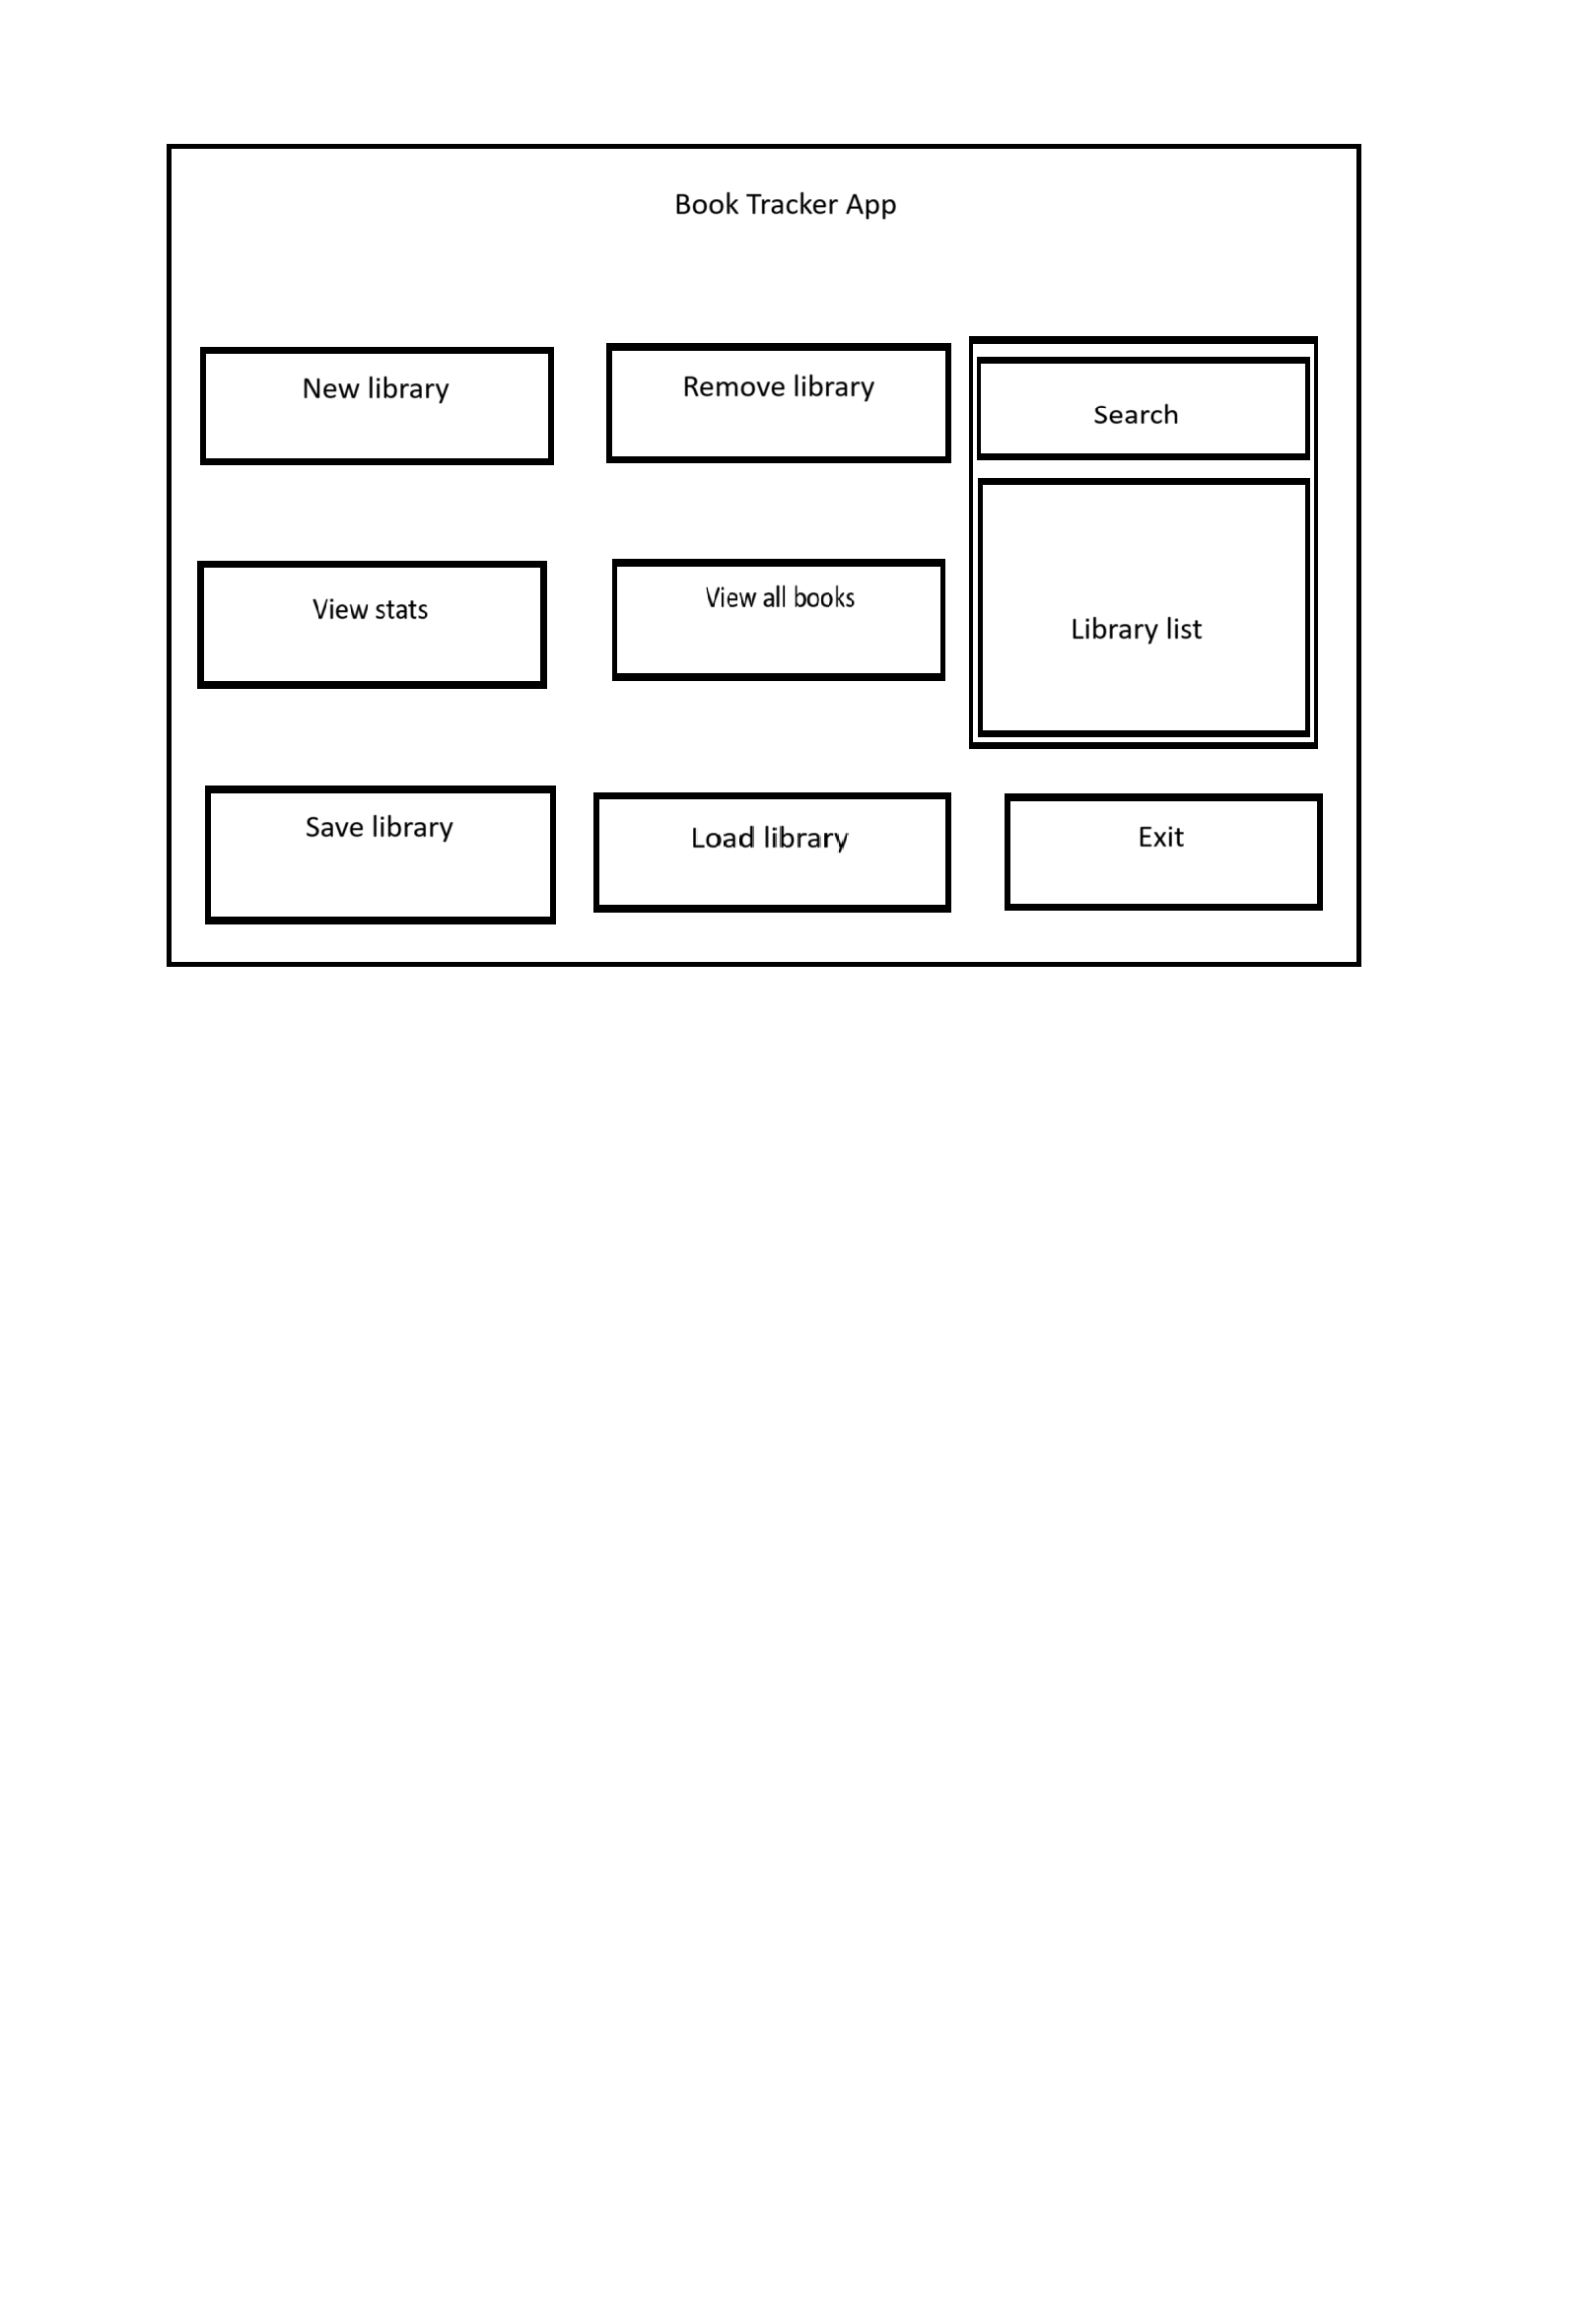 Book Tracker App
New library
Remove library
Search
View stats
View all books
Library list
Save library
Load library
Exit